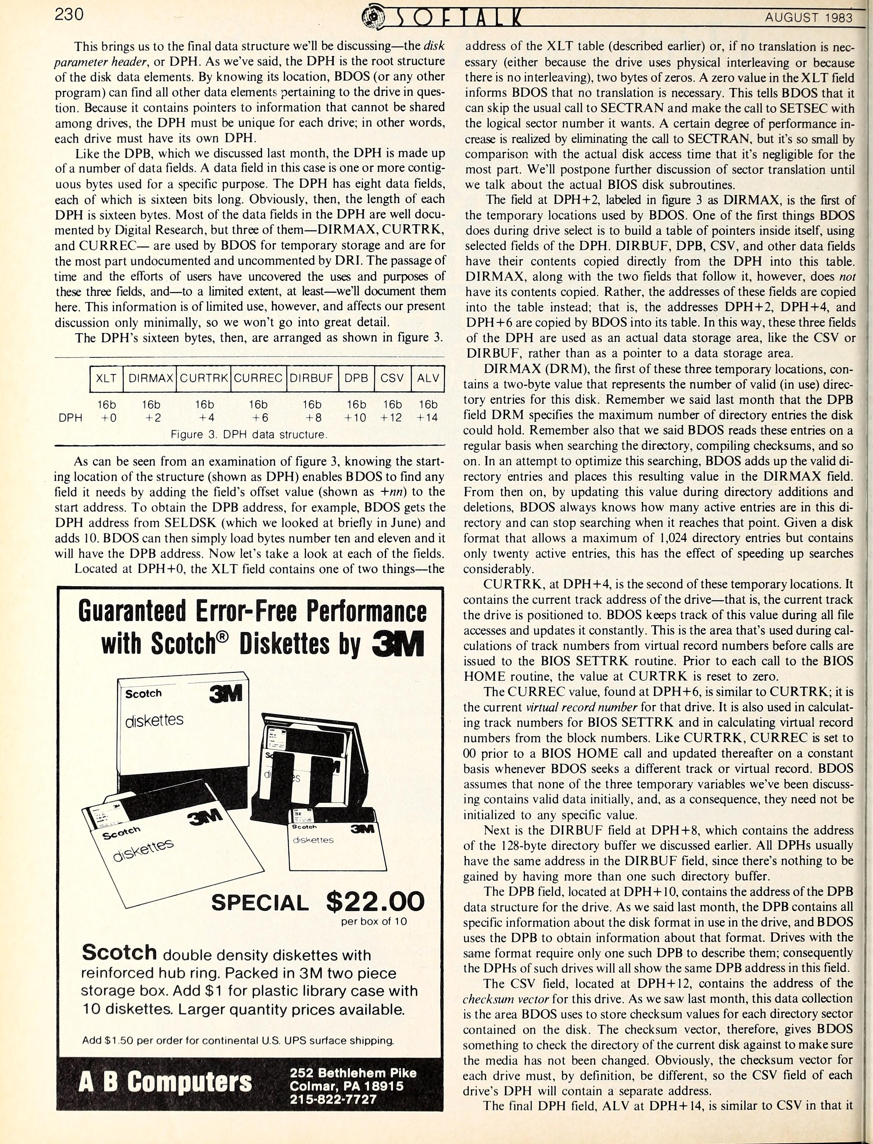 230
SOFTALK
AUGUST 1983
This brings us to the final data structure we'll be discussing—the disk
parameter header, or DPH. As we've said, the DPH is the root structure
of the disk data elements. By knowing its location, BDOS (or any other
program) can find all other data elements pertaining to the drive in ques-
tion. Because it contains pointers to information that cannot be shared
among drives, the DPH must be unique for each drive; in other words,
each drive must have its own DPH.
Like the DPB, which we discussed last month, the DPH is made up
of a number of data fields. A data field in this case is one or more contig-
uous bytes used for a specific purpose. The DPH has eight data fields,
each of which is sixteen bits long. Obviously, then, the length of each
DPH is sixteen bytes. Most of the data fields in the DPH are well docu-
mented by Digital Research, but three of them—DIRMAX, CURTRK,
and CURREC— are used by BDOS for temporary storage and are for
the most part undocumented and uncommented by DRI. The passage of
time and the efforts of users have uncovered the uses and purposes of
these three fields, and—to a limited extent, at least—we'll document them
here. This information is of limited use, however, and affects our present
discussion only minimally, so we won't go into great detail.
The DPH's sixteen bytes, then, are arranged as shown in figure 3.
XLT DIRMAX CURTRK CURREC DIRBUF DPB CSV ALV
16b 16b 16b 16b 16b 16b 16b 16b
DPH +0 +2 +4 +6 +8 +10 +12 +14
Figure 3. DPH data structure.
As can be seen from an examination of figure 3, knowing the start-
ing location of the structure (shown as DPH) enables BDOS to find any
field it needs by adding the field's offset value (shown as +nn) to the
start address. To obtain the DPB address, for example, BDOS gets the
DPH address from SELDSK (which we looked at briefly in June) and
adds 10. BDOS can then simply load bytes number ten and eleven and it
will have the DPB address. Now let's take a look at each of the fields.
Located at DPH+0, the XLT field contains one of two things—the
Guaranteed Error-Free Performance
with Scotch® Diskettes by 3M
Scotch 3M
diskettes
Scotch 3M
diskettes
Scotch 3M
diskettes
SPECIAL $22.00
per box of 10
Scotch double density diskettes with
reinforced hub ring. Packed in 3M two piece
storage box. Add $1 for plastic library case with
10 diskettes. Larger quantity prices available.
Add $1.50 per order for continental U.S. UPS surface shipping.
A B Computers
252 Bethlehem Pike
Colmar, PA 18915
215-822-7727
address of the XLT table (described earlier) or, if no translation is nec-
essary (either because the drive uses physical interleaving or because
there is no interleaving), two bytes of zeros. A zero value in the XLT field
informs BDOS that no translation is necessary. This tells BDOS that it
can skip the usual call to SECTRAN and make the call to SETSEC with
the logical sector number it wants. A certain degree of performance in-
crease is realized by eliminating the call to SECTRAN, but it's so small by
comparison with the actual disk access time that it's negligible for the
most part. We'll postpone further discussion of sector translation until
we talk about the actual BIOS disk subroutines.
The field at DPH+2, labeled in figure 3 as DIRMAX, is the first of
the temporary locations used by BDOS. One of the first things BDOS
does during drive select is to build a table of pointers inside itself, using
selected fields of the DPH. DIRBUF, DPB, CSV, and other data fields
have their contents copied directly from the DPH into this table.
DIRMAX, along with the two fields that follow it, however, does not
have its contents copied. Rather, the addresses of these fields are copied
into the table instead; that is, the addresses DPH+2, DPH+4, and
DPH+6 are copied by BDOS into its table. In this way, these three fields
of the DPH are used as an actual data storage area, like the CSV or
DIRBUF, rather than as a pointer to a data storage area.
DIRMAX (DRM), the first of these three temporary locations, con-
tains a two-byte value that represents the number of valid (in use) direc-
tory entries for this disk. Remember we said last month that the DPB
field DRM specifies the maximum number of directory entries the disk
could hold. Remember also that we said BDOS reads these entries on a
regular basis when searching the directory, compiling checksums, and so
on. In an attempt to optimize this searching, BDOS adds up the valid di-
rectory entries and places this resulting value in the DIRMAX field.
From then on, by updating this value during directory additions and
deletions, BDOS always knows how many active entries are in this di-
rectory and can stop searching when it reaches that point. Given a disk
format that allows a maximum of 1,024 directory entries but contains
only twenty active entries, this has the effect of speeding up searches
considerably.
CURTRK, at DPH+4, is the second of these temporary locations. It
contains the current track address of the drive—that is, the current track
the drive is positioned to. BDOS keeps track of this value during all file
accesses and updates it constantly. This is the area that's used during cal-
culations of track numbers from virtual record numbers before calls are
issued to the BIOS SETTRK routine. Prior to each call to the BIOS
HOME routine, the value at CURTRK is reset to zero.
The CURREC value, found at DPH+6, is similar to CURTRK; it is
the current virtual record number for that drive. It is also used in calculat-
ing track numbers for BIOS SETTRK and in calculating virtual record
numbers from the block numbers. Like CURTRK, CURREC is set to
00 prior to a BIOS HOME call and updated thereafter on a constant
basis whenever BDOS seeks a different track or virtual record. BDOS
assumes that none of the three temporary variables we've been discuss-
ing contains valid data initially, and, as a consequence, they need not be
initialized to any specific value.
Next is the DIRBUF field at DPH+8, which contains the address
of the 128-byte directory buffer we discussed earlier. All DPHs usually
have the same address in the DIRBUF field, since there's nothing to be
gained by having more than one such directory buffer.
The DPB field, located at DPH+10, contains the address of the DPB
data structure for the drive. As we said last month, the DPB contains all
specific information about the disk format in use in the drive, and BDOS
uses the DPB to obtain information about that format. Drives with the
same format require only one such DPB to describe them; consequently
the DPHs of such drives will all show the same DPB address in this field.
The CSV field, located at DPH+12, contains the address of the
checksum vector for this drive. As we saw last month, this data collection
is the area BDOS uses to store checksum values for each directory sector
contained on the disk. The checksum vector, therefore, gives BDOS
something to check the directory of the current disk against to make sure
the media has not been changed. Obviously, the checksum vector for
each drive must, by definition, be different, so the CSV field of each
drive's DPH will contain a separate address.
The final DPH field, ALV at DPH+14, is similar to CSV in that it